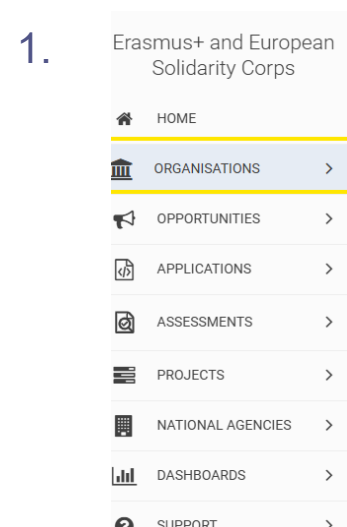 1.
Erasmus+ and European
Solidarity Corps
HOME
ORGANISATIONS
OPPORTUNITIES
APPLICATIONS
ASSESSMENTS
PROJECTS
NATIONAL AGENCIES
DASHBOARDS
SUPPORT